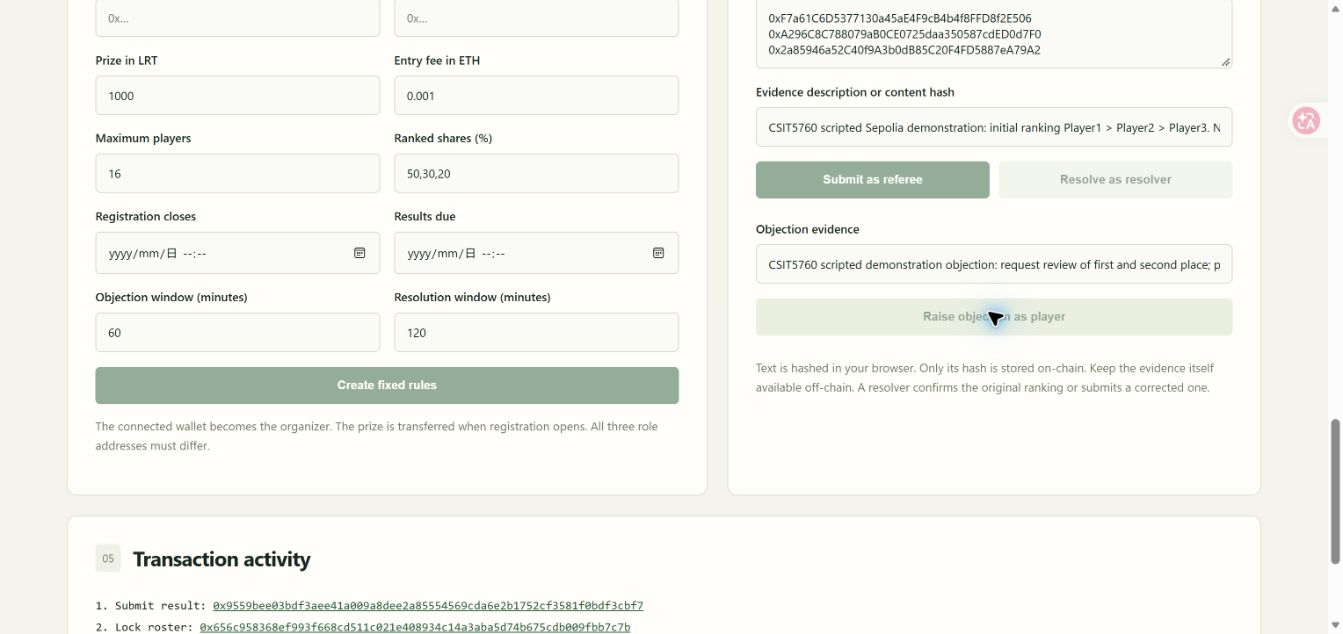 0x...
0x...
Prize in LRT
Entry fee in ETH
1000
0.001
Maximum players
Ranked shares (%)
16
50,30,20
Registration closes
Results due
yyyy/mm/日 --:--
yyyy/mm/日 --:--
Objection window (minutes)
Resolution window (minutes)
60
120
Create fixed rules
The connected wallet becomes the organizer. The prize is transferred when registration opens. All three role
addresses must differ.
0xF7a61C6D5377130a45aE4F9cB4b4f8FFD8f2E506
0xA296C8C788079aB0CE0725daa350587cdED0d7F0
0x2a85946a52C40f9A3b0dB85C20F4FD5887eA79A2
Evidence description or content hash
CSIT5760 scripted Sepolia demonstration: initial ranking Player1 > Player2 > Player3. N
Submit as referee
Resolve as resolver
Objection evidence
CSIT5760 scripted demonstration objection: request review of first and second place; p
Raise objection as player
Text is hashed in your browser. Only its hash is stored on-chain. Keep the evidence itself
available off-chain. A resolver confirms the original ranking or submits a corrected one.
05
Transaction activity
1. Submit result: 0x9559bee03bdf3aee41a009a8dee2a85554569cda6e2b1752cf3581f0bdf3cbf7
2. Lock roster: 0x656c958368ef993f668cd511c021e408934c14a3aba5d74b675cdb009fbb7c7b